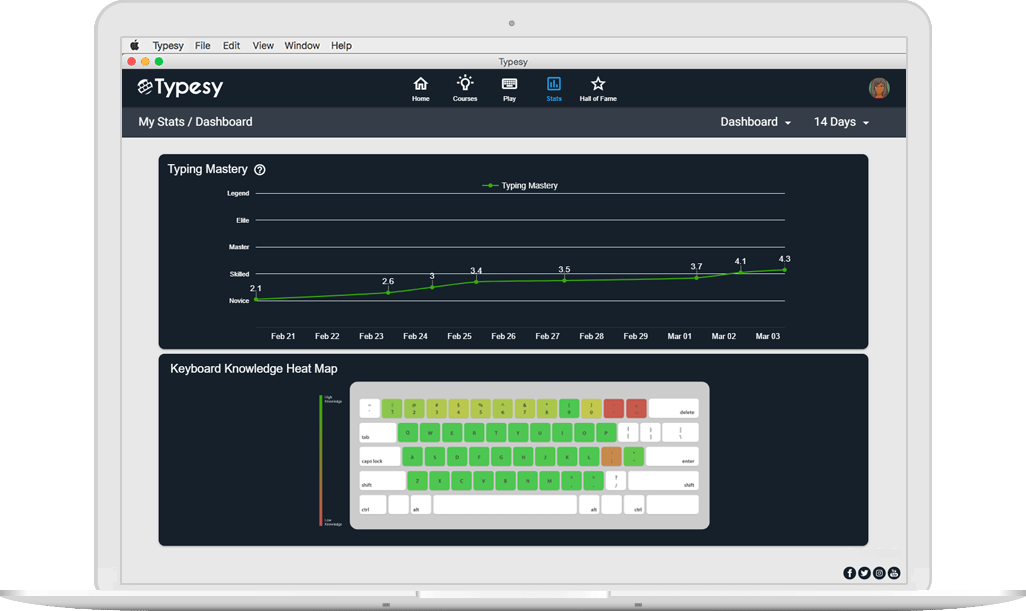 Typesy File Edit View Window Help
Typesy
Typesy
Home Courses Play Stats Hall of Fame
My Stats / Dashboard Dashboard 14 Days
Typing Mastery ?
Typing Mastery
Legend
Elite
Master
Skilled
Novice
2.1 2.6 3 3.4 3.5 3.7 4.1 4.3
Feb 21 Feb 22 Feb 23 Feb 24 Feb 25 Feb 26 Feb 27 Feb 28 Feb 29 Mar 01 Mar 02 Mar 03
Keyboard Knowledge Heat Map
High
Knowledge
1 2 3 4 5 6 7 8 9 0 delete
tab Q W E R T Y U I O P
caps lock A S D F G H J K L enter
shift Z X C V B N M shift
ctrl alt alt ctrl
Low
Knowledge